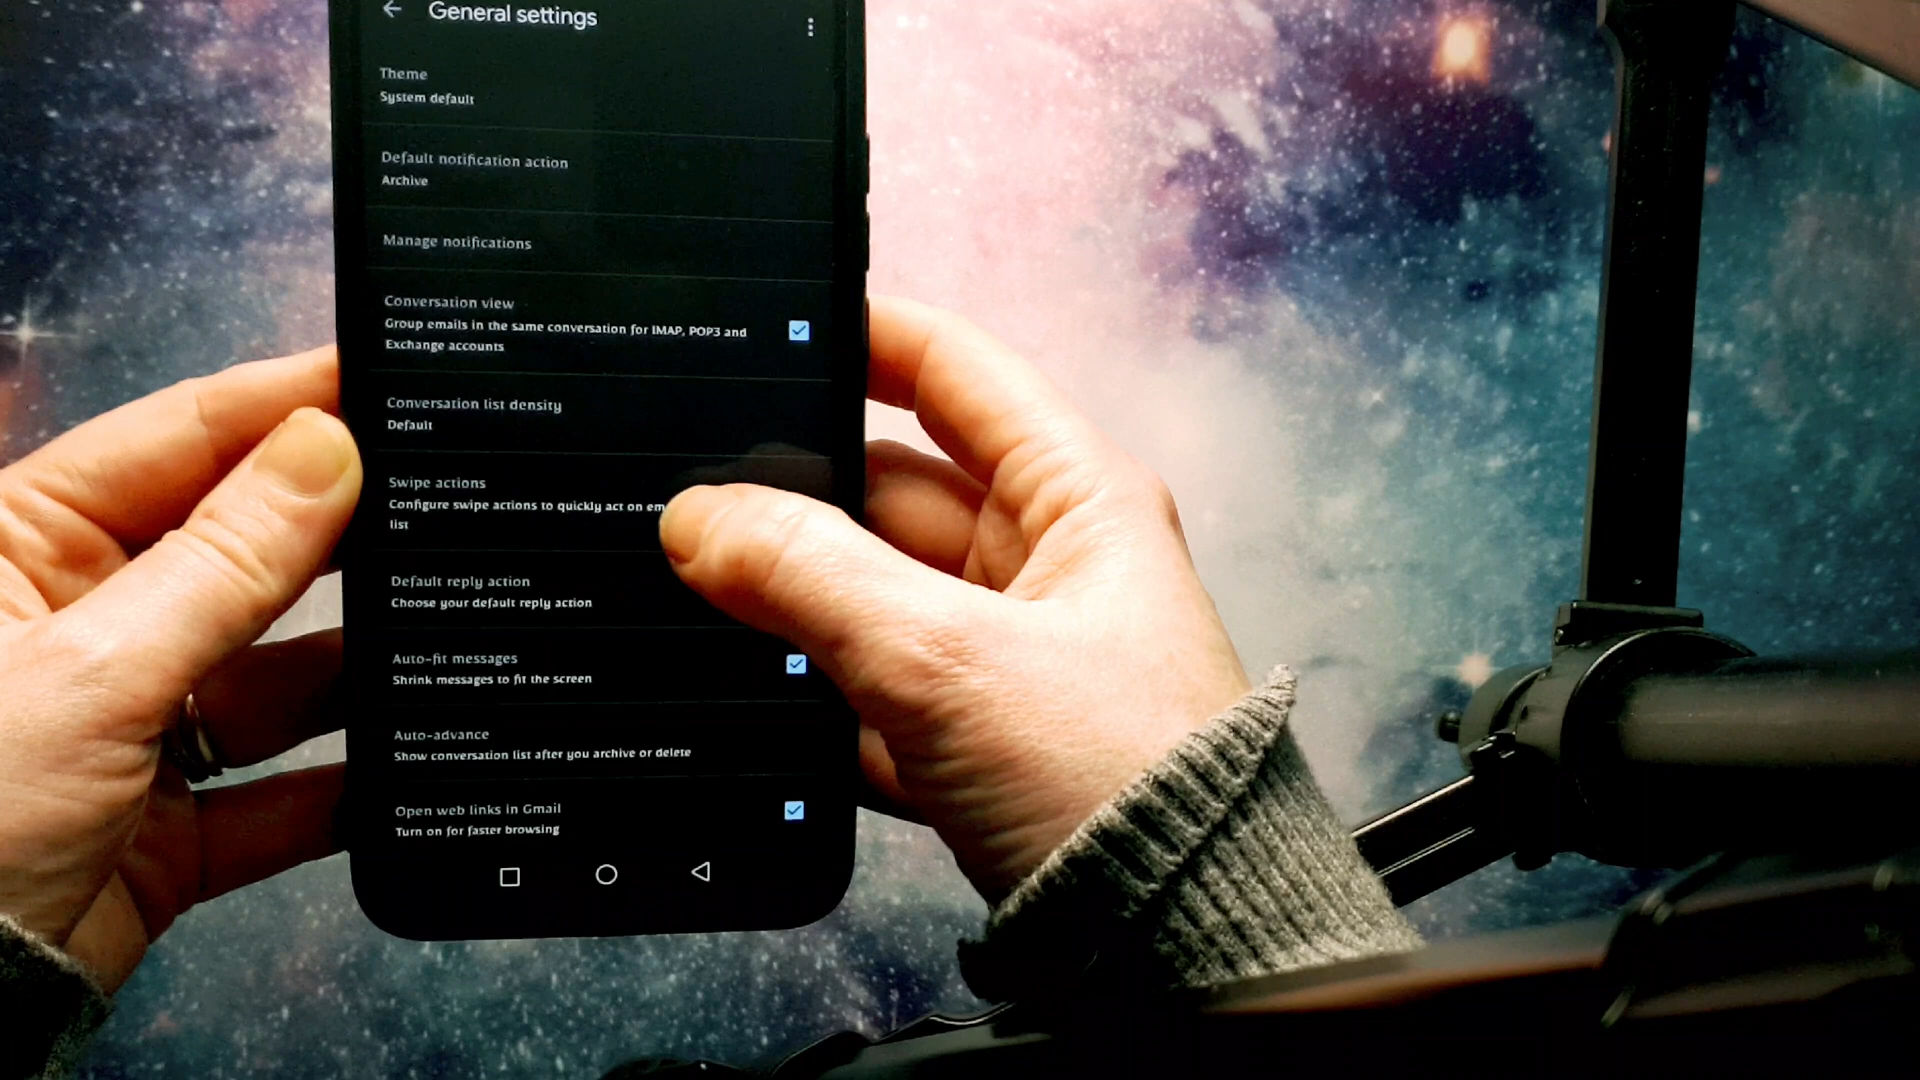 General settings
Theme
System default
Default notification action
Archive
Manage notifications
Conversation view
Group emails in the same conversation for IMAP, POP3 and
Exchange accounts
Conversation list density
Default
Swipe actions
Configure swipe actions to quickly act on em
list
Default reply action
Choose your default reply action
Auto-fit messages
Shrink messages to fit the screen
Auto-advance
Show conversation list after you archive or delete
Open web links in Gmail
Turn on for faster browsing